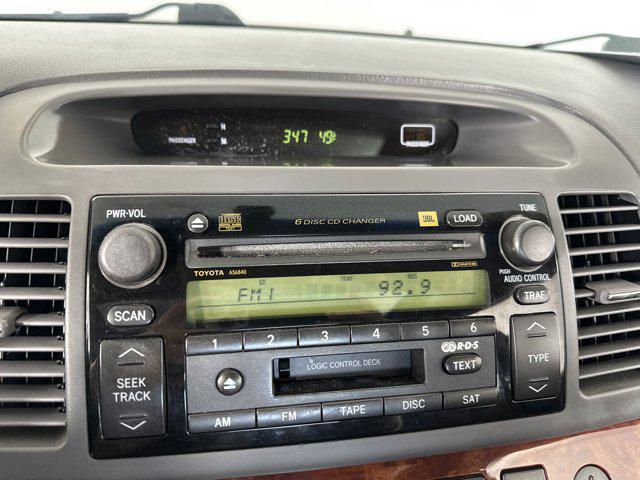 PASSENGER H M 347 49°F PASSENGER
PWR-VOL
6 DISC CD CHANGER JBL LOAD TUNE
TOYOTA A56840
PUSH AUDIO CONTROL
ST TRAF RDS
FM1 92.9
SCAN TRAF
1 2 3 4 5 6
LOGIC CONTROL DECK
RDS
TEXT
SEEK TRACK TYPE
AM FM TAPE DISC SAT